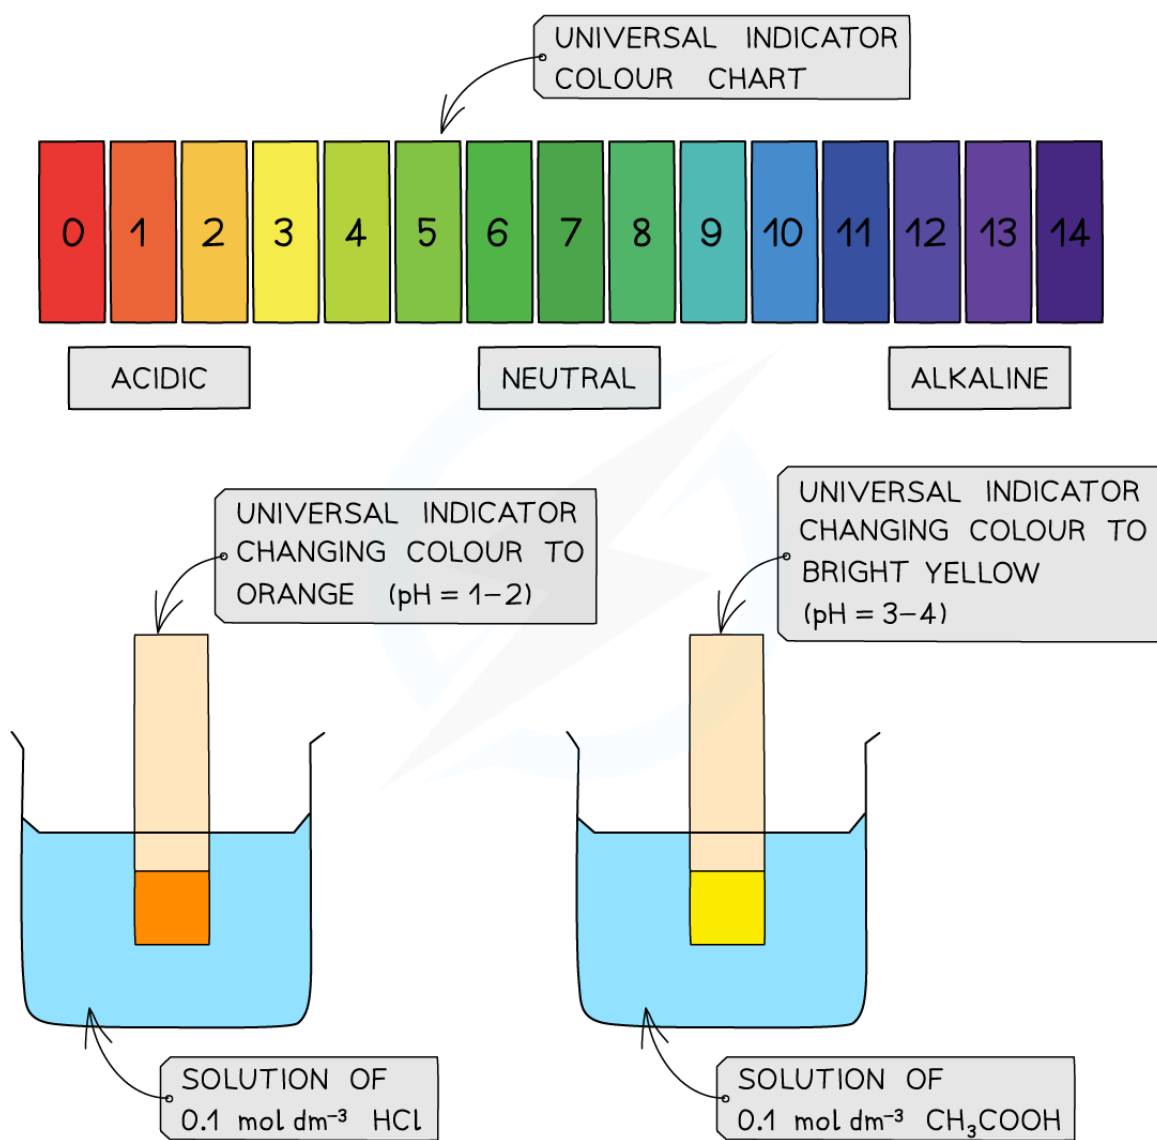 UNIVERSAL INDICATOR
COLOUR CHART
0 1 2 3 4 5 6 7 8 9 10 11 12 13 14
ACIDIC NEUTRAL ALKALINE
UNIVERSAL INDICATOR
CHANGING COLOUR TO
ORANGE (pH = 1–2)
UNIVERSAL INDICATOR
CHANGING COLOUR TO
BRIGHT YELLOW
(pH = 3–4)
SOLUTION OF
0.1 mol dm⁻³ HCl
SOLUTION OF
0.1 mol dm⁻³ CH₃COOH